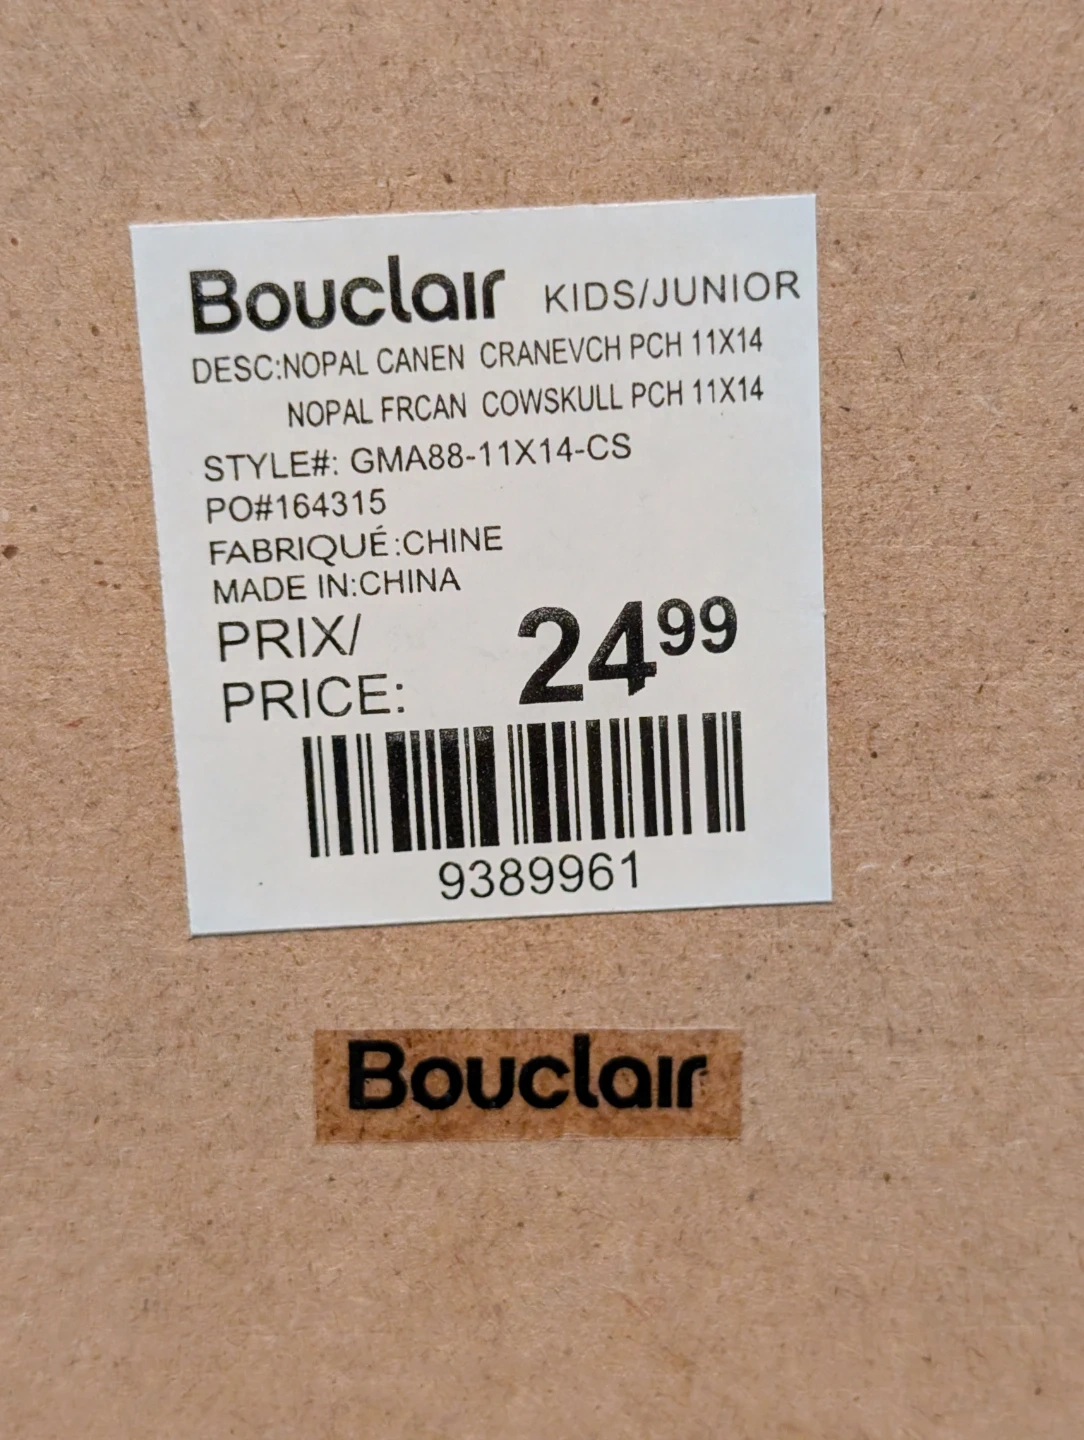 Bouclair KIDS/JUNIOR
DESC:NOPAL CANEN CRANEVCH PCH 11X14
NOPAL FRCAN COWSKULL PCH 11X14
STYLE#: GMA88-11X14-CS
PO#164315
FABRIQUÉ:CHINE
MADE IN:CHINA
PRIX/
PRICE: 24⁹⁹
9389961
Bouclair